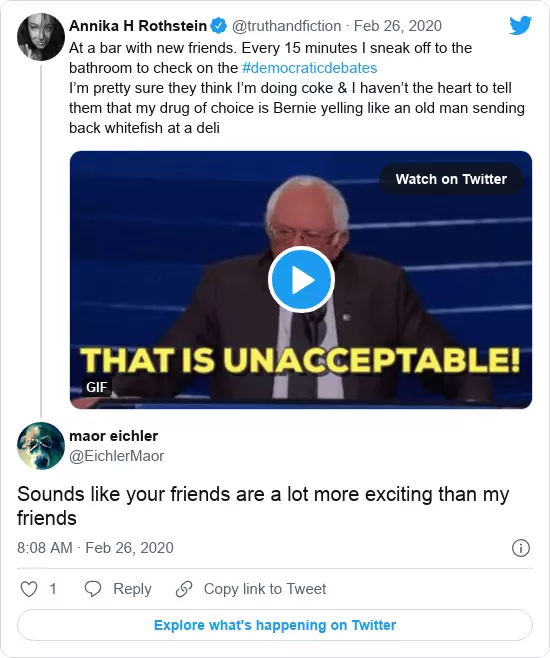 Annika H Rothstein @truthandfiction · Feb 26, 2020
At a bar with new friends. Every 15 minutes I sneak off to the
bathroom to check on the #democraticdebates
I’m pretty sure they think I’m doing coke & I haven’t the heart to tell
them that my drug of choice is Bernie yelling like an old man sending
back whitefish at a deli
Watch on Twitter
THAT IS UNACCEPTABLE!
GIF
maor eichler
@EichlerMaor
Sounds like your friends are a lot more exciting than my
friends
8:08 AM · Feb 26, 2020
1 Reply Copy link to Tweet
Explore what's happening on Twitter